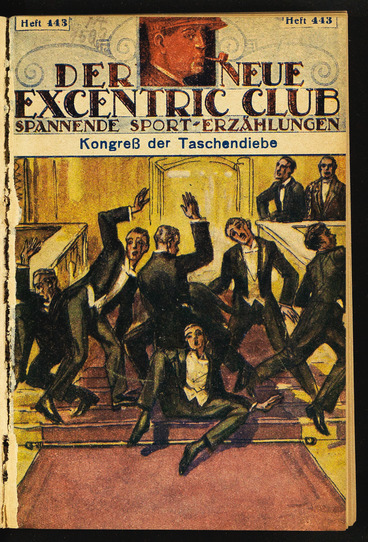 Heft 443
Heft 443
DER NEUE
EXCENTRIC CLUB
SPANNENDE SPORT-ERZÄHLUNGEN
Kongreß der Taschendiebe